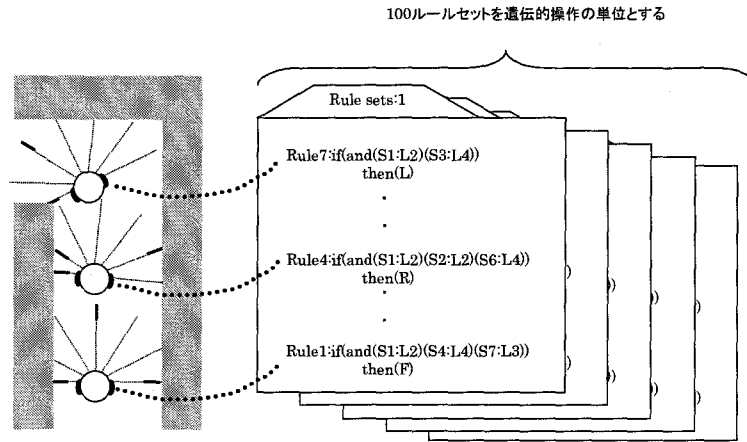 100ルールセットを遺伝的操作の単位とする
Rule sets:1
Rule7:if(and(S1:L2)(S3:L4))
then(L)
Rule4:if(and(S1:L2)(S2:L2)(S6:L4))
then(R)
Rule1:if(and(S1:L2)(S4:L4)(S7:L3))
then(F)